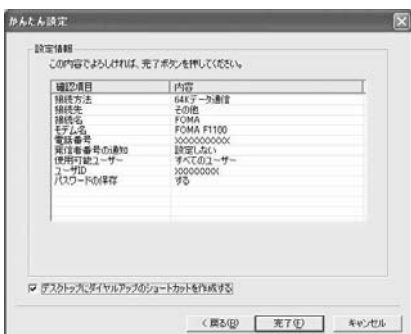 かんたん設定
設定情報
この内容でよろしければ、完了ボタンを押してください。
確認項目 内容
接続方法 64Kデータ通信
接続先 その他
接続名 FOMA
モデム名 FOMA F1100
電話番号 XXXXXXXXXX
発信者番号の通知 設定しない
使用可能ユーザー すべてのユーザー
ユーザID XXXXXXXX
パスワードの保存 する
デスクトップにダイヤルアップのショートカットを作成する
< 戻る(B) 完了(F) キャンセル